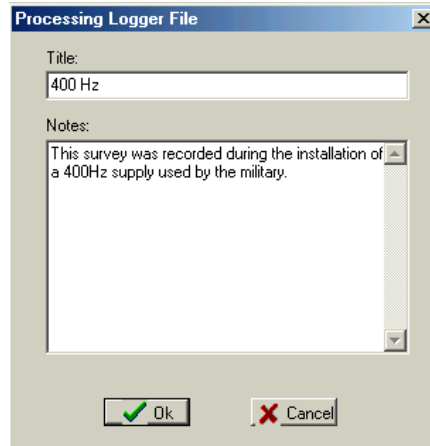 Processing Logger File
Title:
400 Hz
Notes:
This survey was recorded during the installation of
a 400Hz supply used by the military.
Ok
Cancel